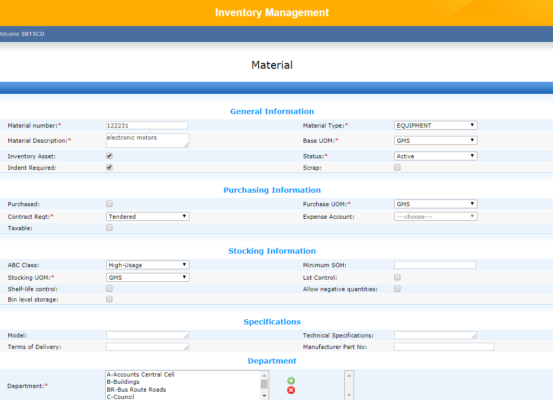 Inventory Management
Welcome SK1SCO
Material
General Information
Material number:* 122231 Material Type:* EQUIPMENT
Material Description:* electronic motors Base UOM:* GMS
Inventory Asset: Status:* Active
Indent Required: Scrap:
Purchasing Information
Purchased: Purchase UOM:* GMS
Contract Reqt:* Tendered Expense Account: ---choose---
Taxable:
Stocking Information
ABC Class: High-Usage Minimum SOH:
Stocking UOM:* GMS Lot Control:
Shelf-life control: Allow negative quantities:
Bin level storage:
Specifications
Model: Technical Specifications:
Terms of Delivery: Manufacturer Part No:
Department
Department:*
A-Accounts Central Cell
B-Buildings
BR-Bus Route Roads
C-Council